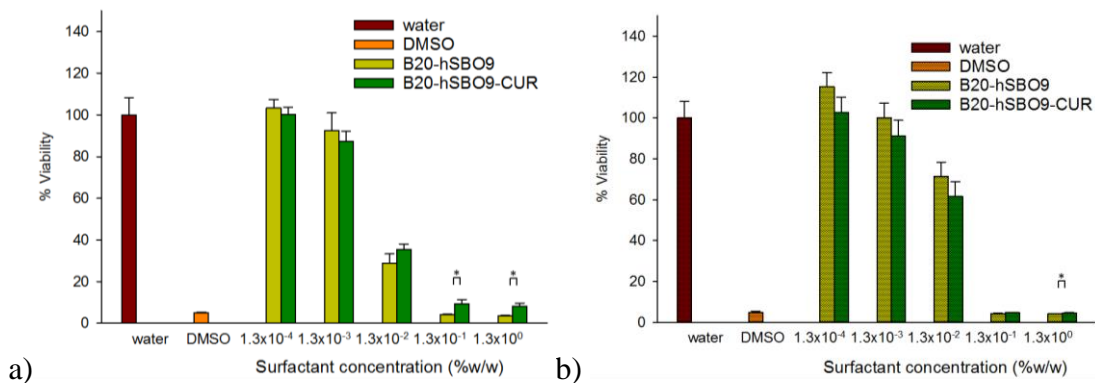 140
120
100
80
60
40
20
0
% Viability
water
DMSO
B20-hSBO9
B20-hSBO9-CUR
* *
water DMSO 1.3x10⁻⁴ 1.3x10⁻³ 1.3x10⁻² 1.3x10⁻¹ 1.3x10⁰
Surfactant concentration (%w/w)
a)
140
120
100
80
60
40
20
0
% Viability
water
DMSO
B20-hSBO9
B20-hSBO9-CUR
*
water DMSO 1.3x10⁻⁴ 1.3x10⁻³ 1.3x10⁻² 1.3x10⁻¹ 1.3x10⁰
Surfactant concentration (%w/w)
b)